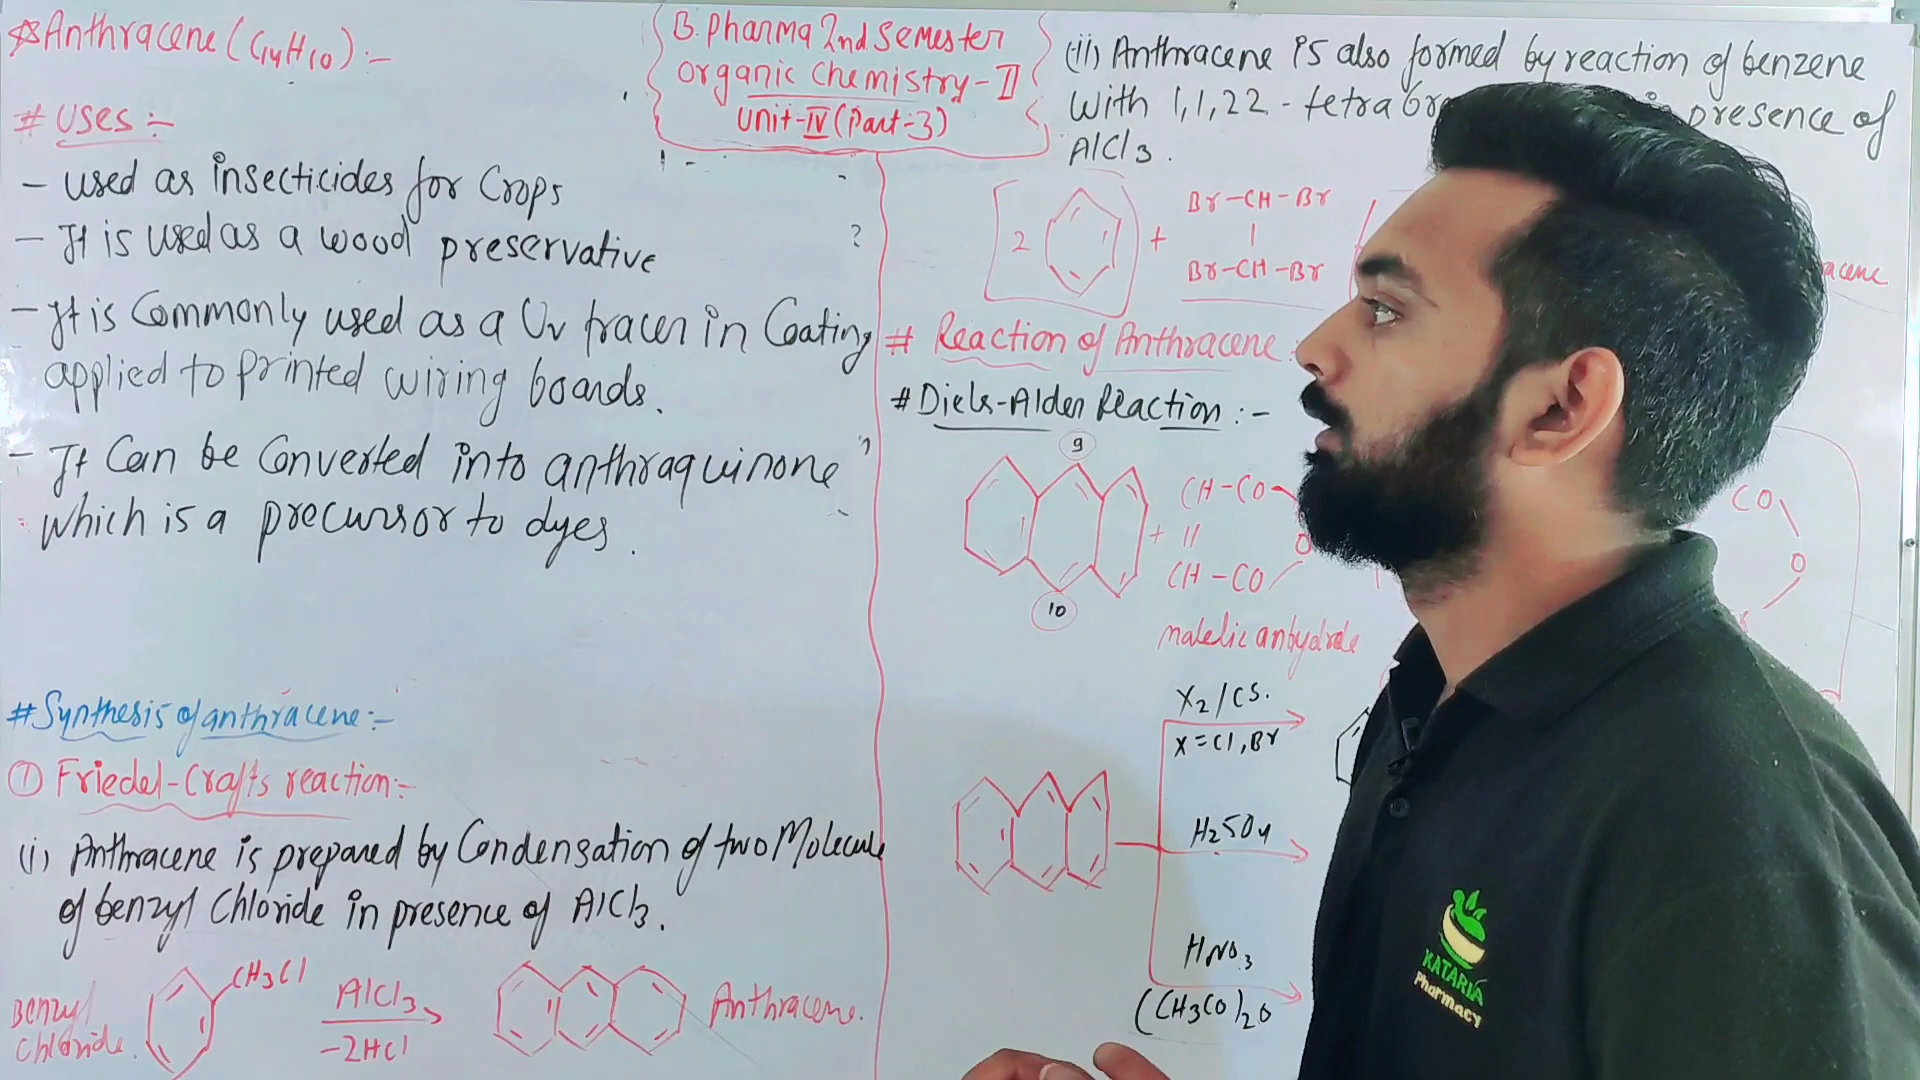 ☆Anthracene (C14H10) :-
# Uses :-
- used as insecticides for Crops
- It is used as a wood preservative
- It is Commonly used as a Uv tracer in Coating
applied to printed wiring boards.
- It Can be Converted into anthraquinone
which is a precursor to dyes.
#Synthesis of anthracene:-
① Friedel-Crafts reaction:-
(i) Anthracene is prepared by Condensation of two Molecule
of benzyl Chloride in presence of AlCl3.
Benzyl
Chloride.
CH3Cl
AlCl3
-2HCl
Anthracene.
B. Pharma 2nd Semester
Organic Chemistry-II
Unit-IV (Part-3)
(ii) Anthracene is also formed by reaction of benzene
With 1,1,22 - tetra presence of
AlCl3.
2
+
Br-CH-Br
Br-CH-Br
# Reaction of Anthracene :
#Diels-Alder Reaction :-
9
10
+
CH-CO
CH-CO
O
CO
O
malelic anhydride
X2/CS.
X=Cl,Br
H2SO4
HNO3
(CH3CO)2O
KATARIA
Pharmacy